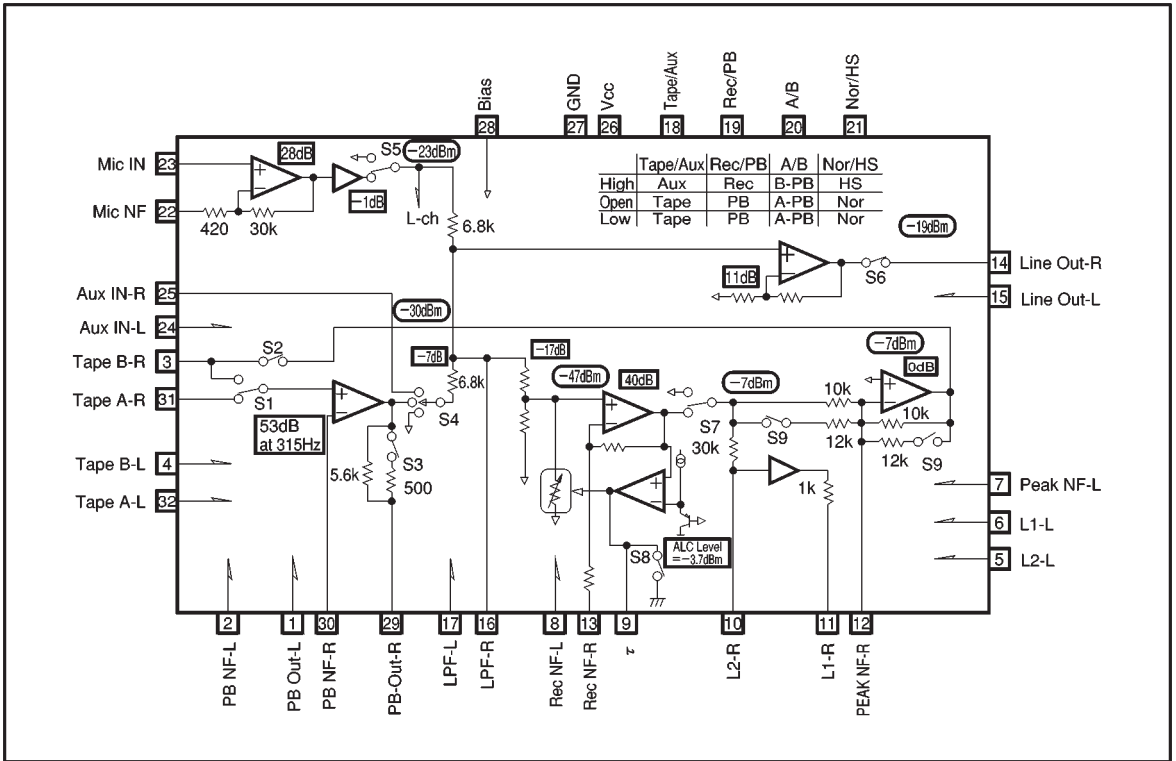 Bias
GND
Vcc
Tape/Aux
Rec/PB
A/B
Nor/HS
28
27
26
18
19
20
21
Mic IN
23
28dB
S5
−23dBm
Tape/Aux Rec/PB A/B Nor/HS
High Aux Rec B-PB HS
Open Tape PB A-PB Nor
Low Tape PB A-PB Nor
−1dB
L-ch
Mic NF
22
420
30k
6.8k
−19dBm
11dB
S6
14
Line Out-R
15
Line Out-L
Aux IN-R
25
−30dBm
Aux IN-L
24
Tape B-R
3
S2
−7dB
−17dB
−7dBm
0dB
6.8k
−47dBm
40dB
−7dBm
Tape A-R
31
S1
S4
S7
10k
10k
53dB
at 315Hz
30k
S9
12k
S9
12k
S3
5.6k
500
Tape B-L
4
1k
7
Peak NF-L
Tape A-L
32
6
L1-L
S8
ALC Level
=−3.7dBm
5
L2-L
2
1
30
29
17
16
8
13
9
10
11
12
PB NF-L
PB Out-L
PB NF-R
PB-Out-R
LPF-L
LPF-R
Rec NF-L
Rec NF-R
τ
L2-R
L1-R
PEAK NF-R